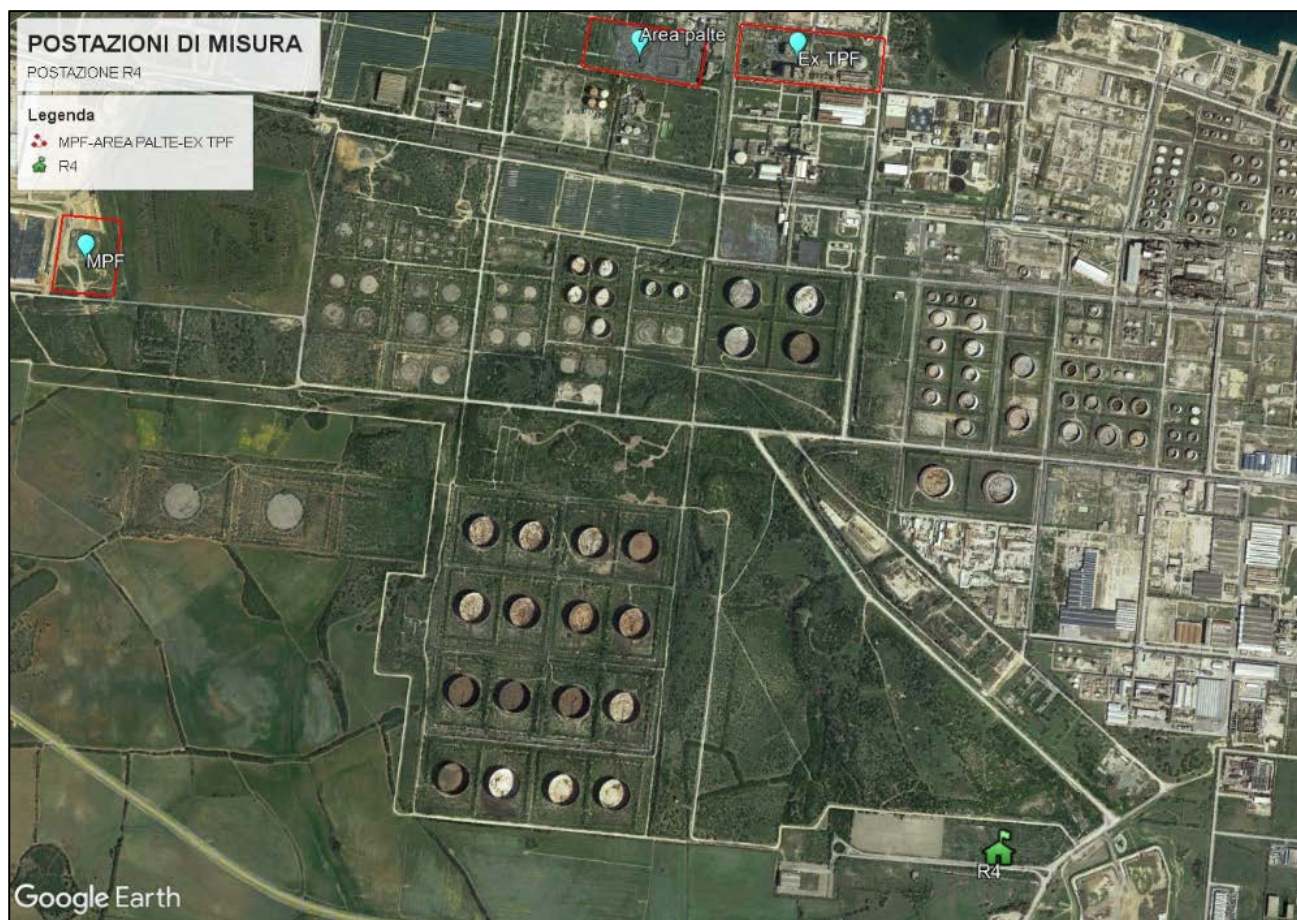 POSTAZIONI DI MISURA
POSTAZIONE R4
Legenda
MPF-AREA PALTE-EX TPF
R4
Area palte
Ex TPF
MPF
R4
Google Earth